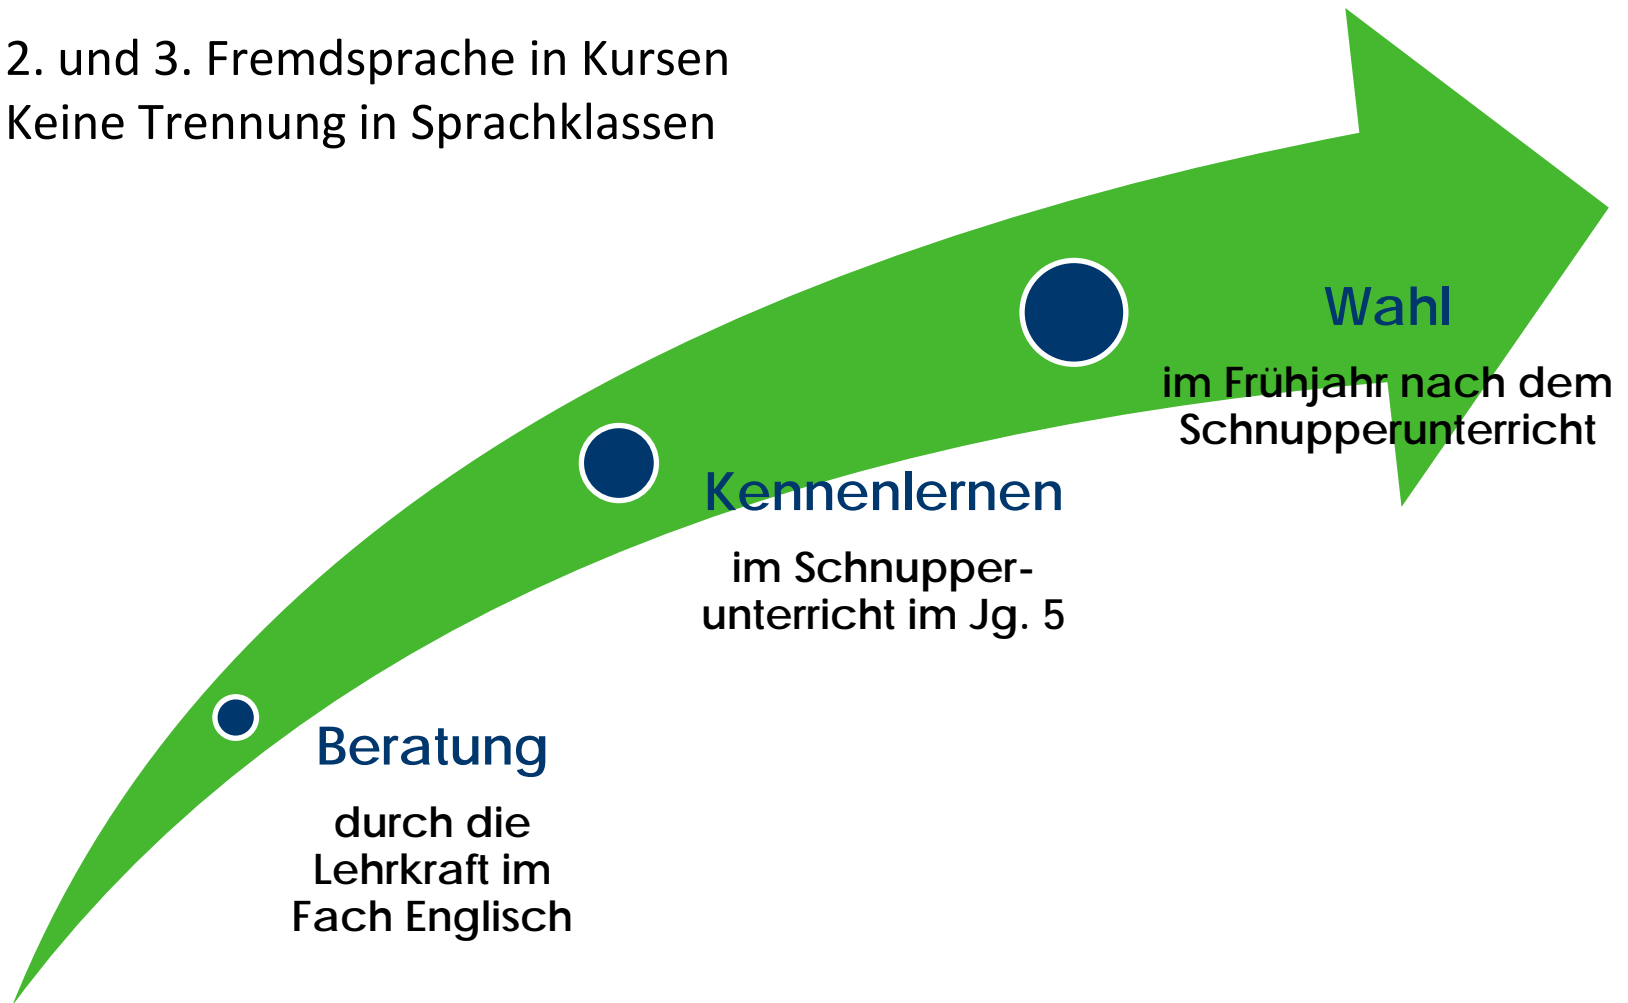 2. und 3. Fremdsprache in Kursen
Keine Trennung in Sprachklassen
Wahl
im Frühjahr nach dem
Schnupperunterricht
Kennenlernen
im Schnupper-
unterricht im Jg. 5
Beratung
durch die
Lehrkraft im
Fach Englisch